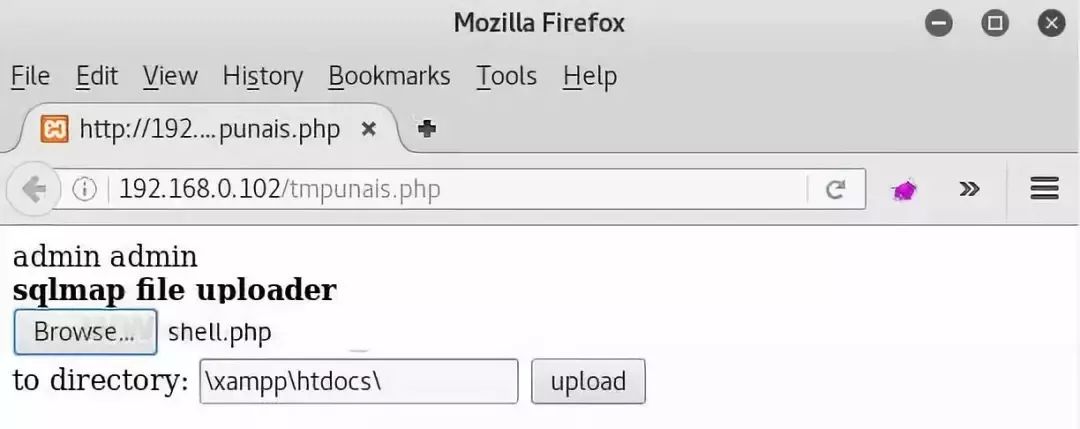 Mozilla Firefox
File Edit View History Bookmarks Tools Help
http://192....punais.php
192.168.0.102/tmpunais.php
admin admin
sqlmap file uploader
Browse... shell.php
to directory: \xampp\htdocs\ upload